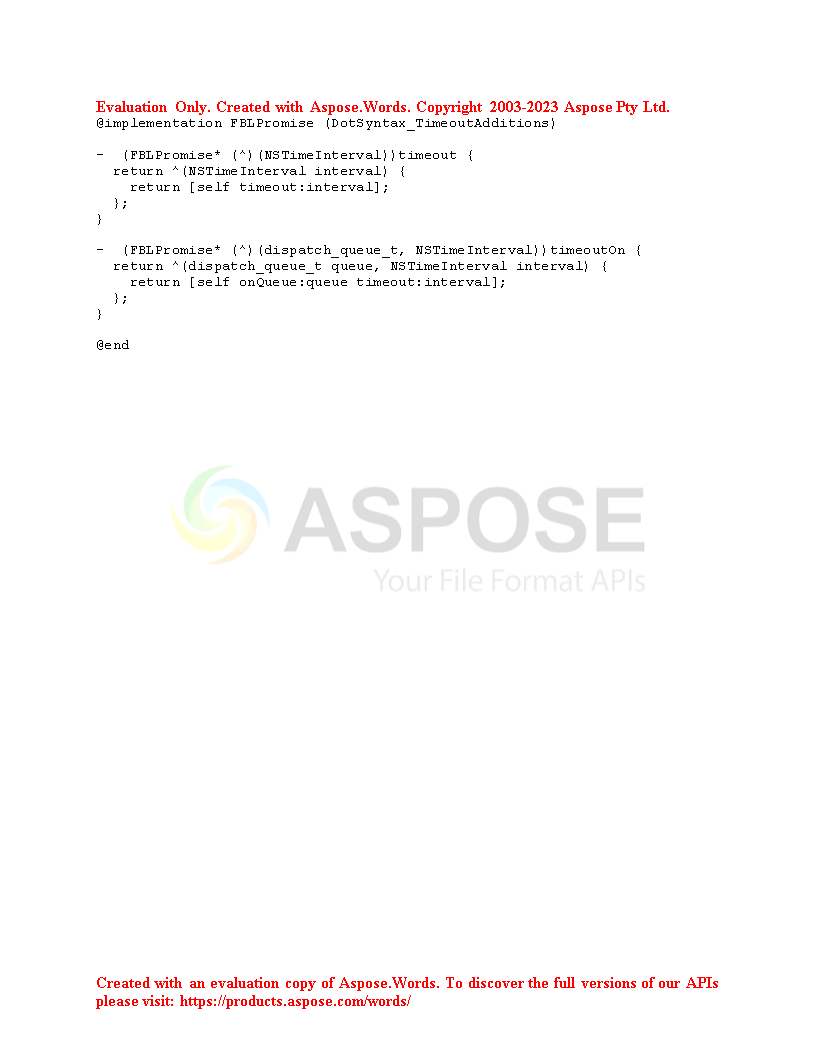 Evaluation Only. Created with Aspose.Words. Copyright 2003-2023 Aspose Pty Ltd.
@implementation FBLPromise (DotSyntax_TimeoutAdditions)
-  (FBLPromise* (^)(NSTimeInterval))timeout {
  return ^(NSTimeInterval interval) {
    return [self timeout:interval];
  };
}
-  (FBLPromise* (^)(dispatch_queue_t, NSTimeInterval))timeoutOn {
  return ^(dispatch_queue_t queue, NSTimeInterval interval) {
    return [self onQueue:queue timeout:interval];
  };
}
@end
ASPOSE
Your File Format APIs
Created with an evaluation copy of Aspose.Words. To discover the full versions of our APIs
please visit: https://products.aspose.com/words/